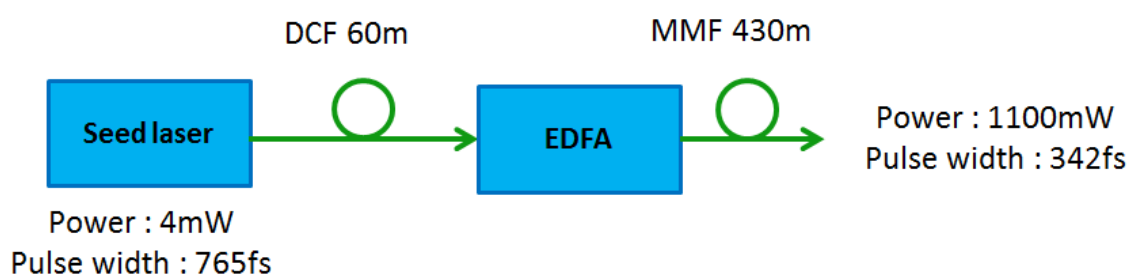 DCF 60m
MMF 430m
Seed laser
EDFA
Power : 1100mW
Pulse width : 342fs
Power : 4mW
Pulse width : 765fs